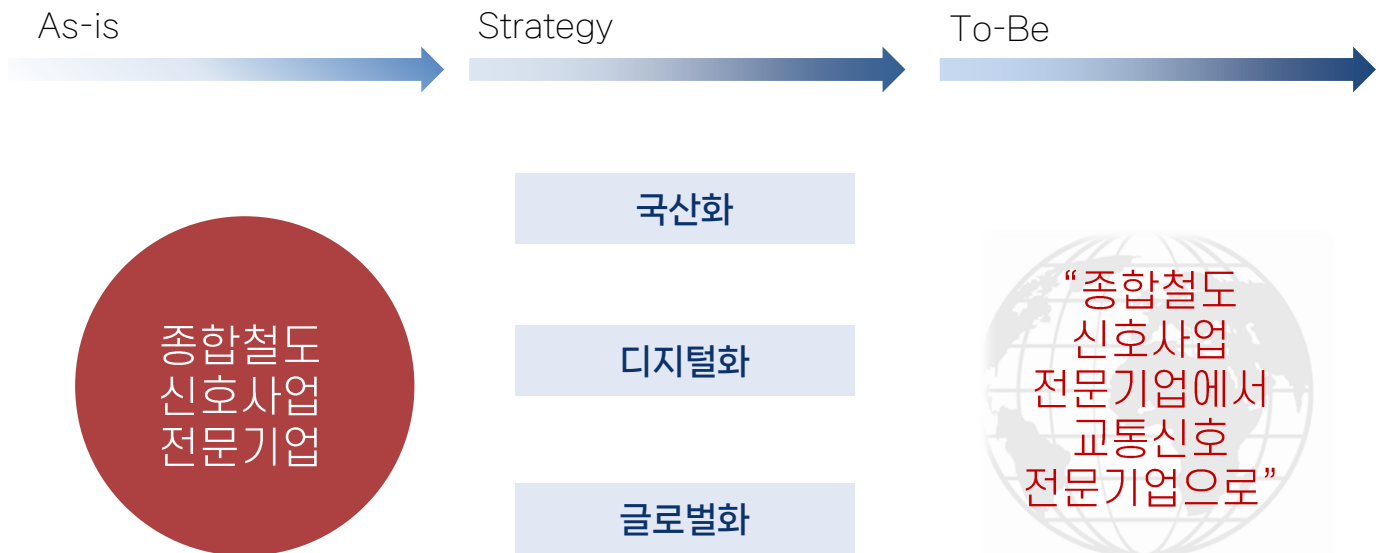 As-is
Strategy
To-Be
종합철도
신호사업
전문기업
국산화
디지털화
글로벌화
“종합철도
신호사업
전문기업에서
교통신호
전문기업으로”